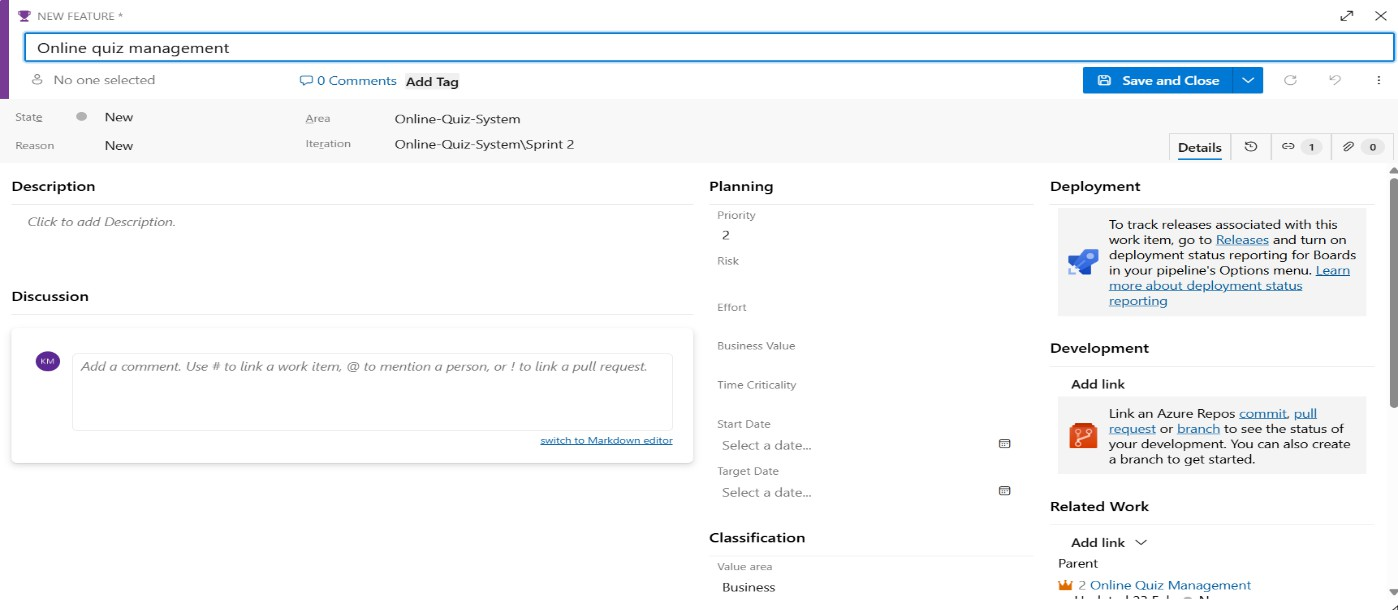 NEW FEATURE *
Online quiz management
No one selected
0 Comments
Add Tag
Save and Close
State
New
Area
Online-Quiz-System
Reason
New
Iteration
Online-Quiz-System\Sprint 2
Details
1
0
Description
Click to add Description.
Discussion
KM
Add a comment. Use # to link a work item, @ to mention a person, or ! to link a pull request.
switch to Markdown editor
Planning
Priority
2
Risk
Effort
Business Value
Time Criticality
Start Date
Select a date...
Target Date
Select a date...
Classification
Value area
Business
Deployment
To track releases associated with this
work item, go to Releases and turn on
deployment status reporting for Boards
in your pipeline's Options menu. Learn
more about deployment status
reporting
Development
Add link
Link an Azure Repos commit, pull
request or branch to see the status of
your development. You can also create
a branch to get started.
Related Work
Add link
Parent
2 Online Quiz Management